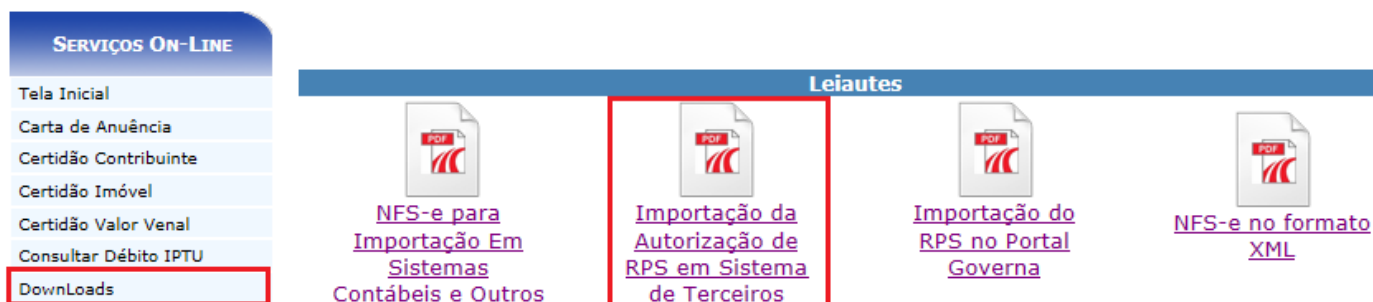 SERVIÇOS ON-LINE
Tela Inicial
Carta de Anuência
Certidão Contribuinte
Certidão Imóvel
Certidão Valor Venal
Consultar Débito IPTU
DownLoads
Leiautes
PDF
NFS-e para
Importação Em
Sistemas
Contábeis e Outros
PDF
Importação da
Autorização de
RPS em Sistema
de Terceiros
PDF
Importação do
RPS no Portal
Governa
PDF
NFS-e no formato
XML